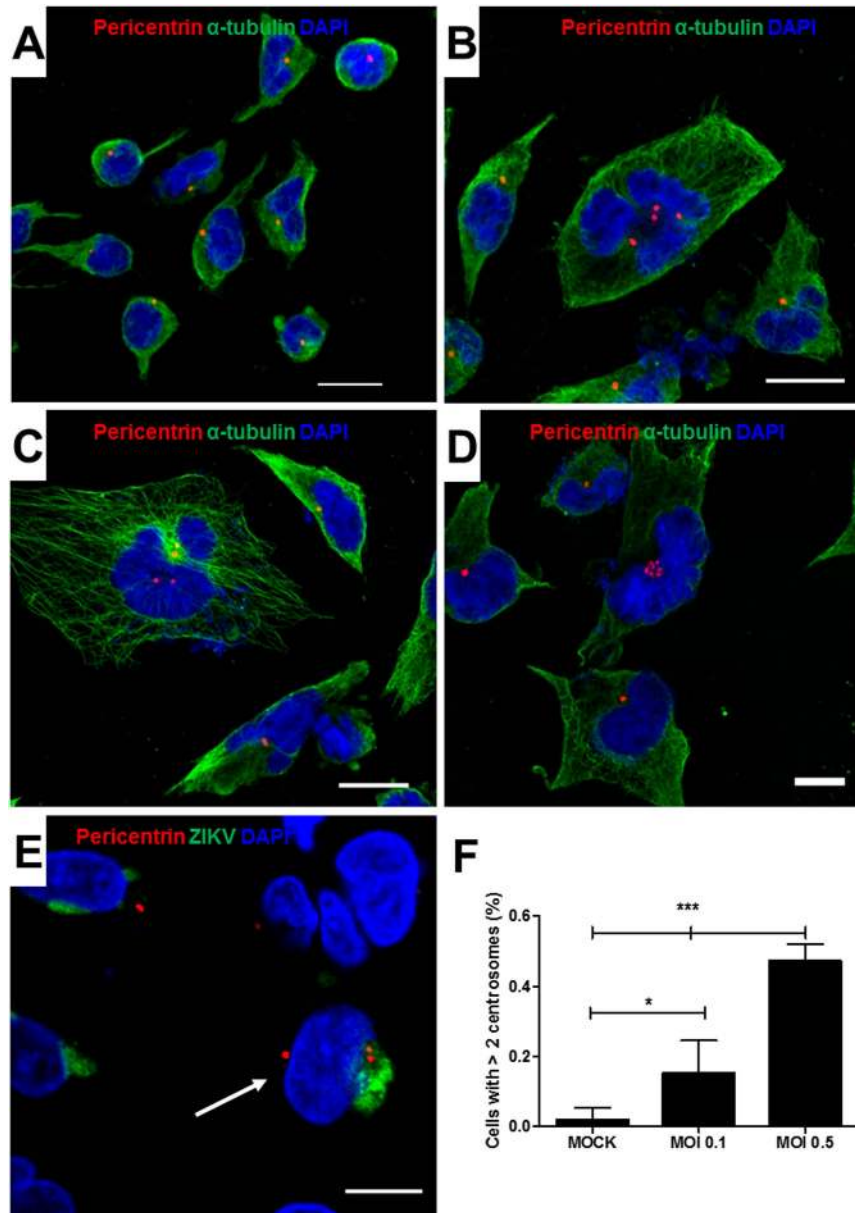 A
Pericentrin α-tubulin DAPI
B
Pericentrin α-tubulin DAPI
C
Pericentrin α-tubulin DAPI
D
Pericentrin α-tubulin DAPI
E
Pericentrin ZIKV DAPI
F
Cells with > 2 centrosomes (%)
0.6
0.4
0.2
0.0
***
*
MOCK MOI 0.1 MOI 0.5